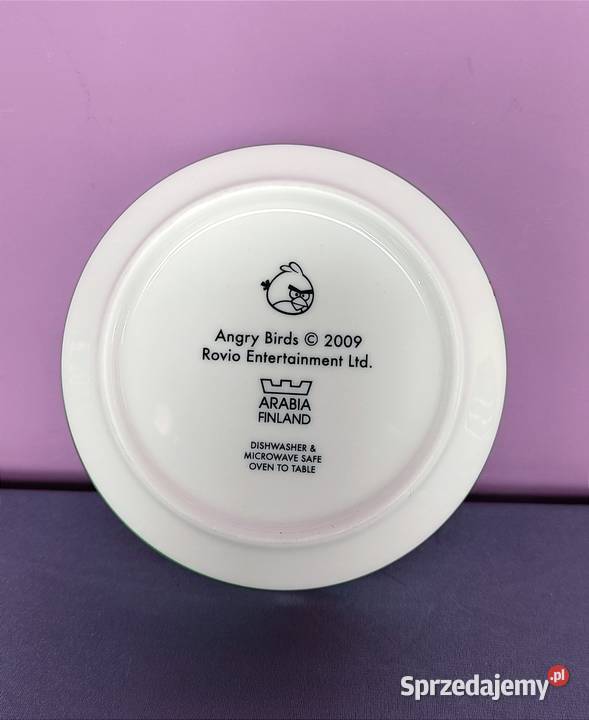 Angry Birds © 2009
Rovio Entertainment Ltd.
ARABIA
FINLAND
DISHWASHER &
MICROWAVE SAFE
OVEN TO TABLE
Sprzedajemy.pl